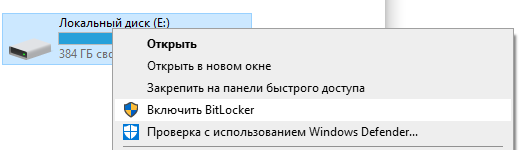 Локальный диск (E:)
384 ГБ сво
Открыть
Открыть в новом окне
Закрепить на панели быстрого доступа
Включить BitLocker
Проверка с использованием Windows Defender...